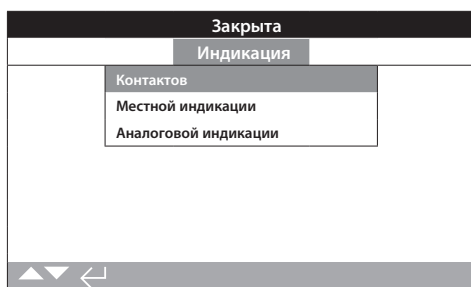 Закрыта
Индикация
Контактов
Местной индикации
Аналоговой индикации